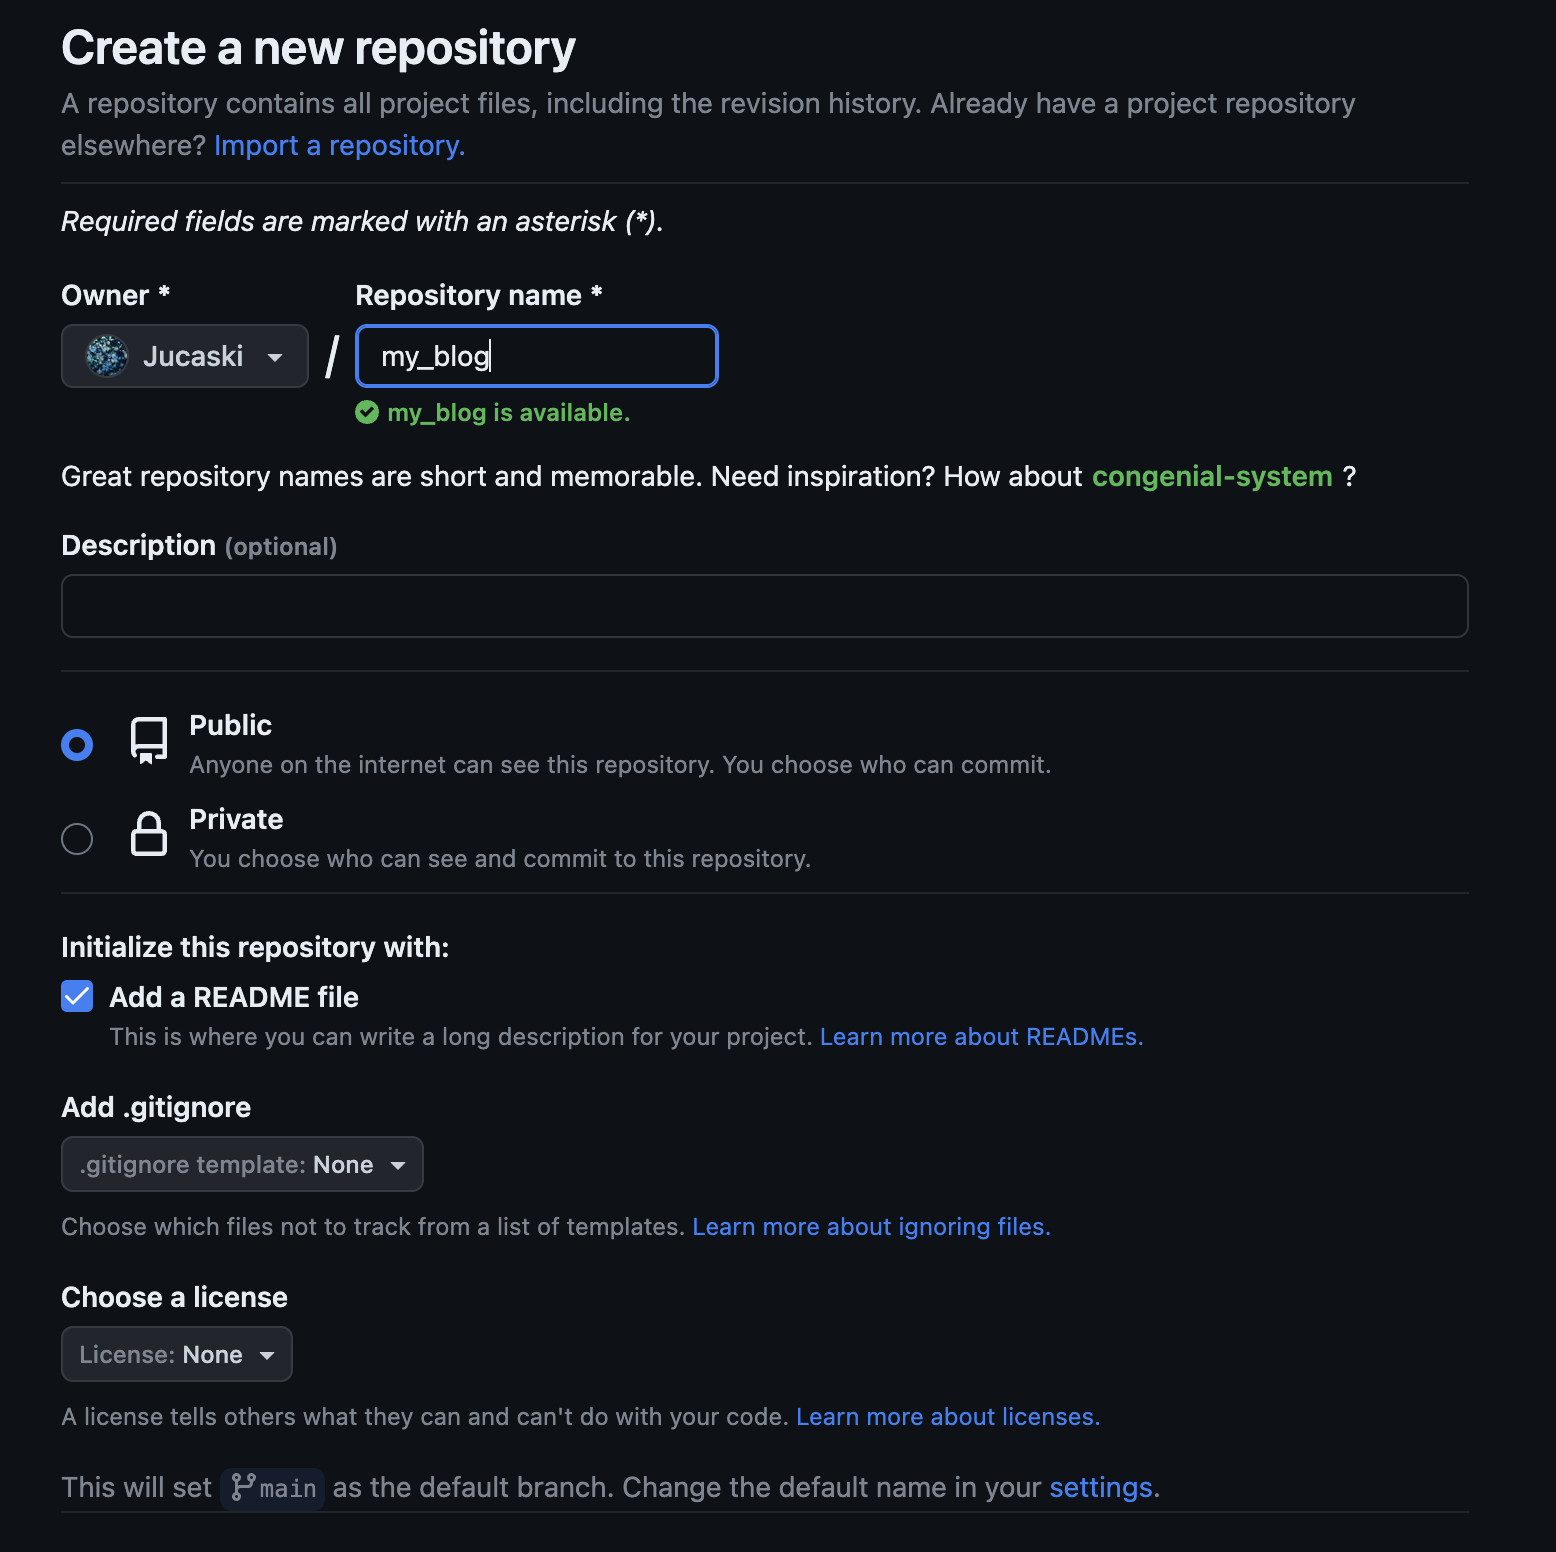 Create a new repository
A repository contains all project files, including the revision history. Already have a project repository
elsewhere? Import a repository.
Required fields are marked with an asterisk (*).
Owner * Repository name *
Jucaski / my_blog
my_blog is available.
Great repository names are short and memorable. Need inspiration? How about congenial-system ?
Description (optional)
Public
Anyone on the internet can see this repository. You choose who can commit.
Private
You choose who can see and commit to this repository.
Initialize this repository with:
Add a README file
This is where you can write a long description for your project. Learn more about READMEs.
Add .gitignore
.gitignore template: None
Choose which files not to track from a list of templates. Learn more about ignoring files.
Choose a license
License: None
A license tells others what they can and can't do with your code. Learn more about licenses.
This will set main as the default branch. Change the default name in your settings.